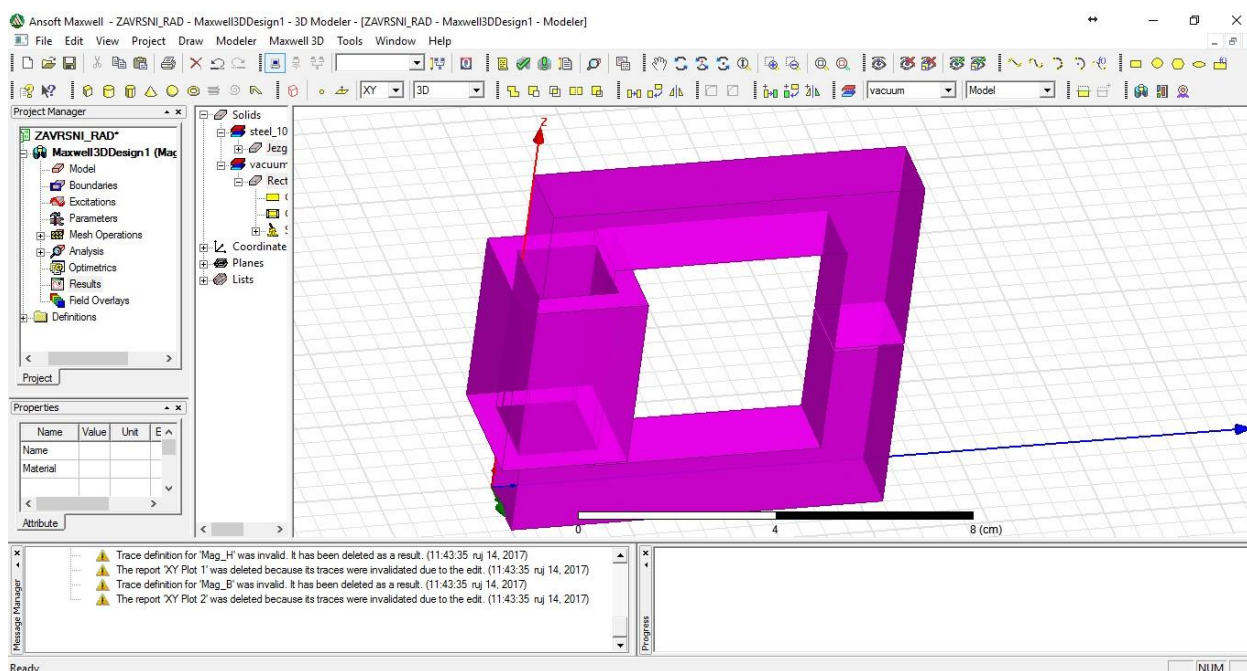 Ansoft Maxwell - ZAVRSNI_RAD - Maxwell3DDesign1 - 3D Modeler - [ZAVRSNI_RAD - Maxwell3DDesign1 - Modeler]
File Edit View Project Draw Modeler Maxwell 3D Tools Window Help
XY 3D vacuum Model
Project Manager
ZAVRSNI_RAD*
Maxwell3DDesign1 (Mag
Model
Boundaries
Excitations
Parameters
Mesh Operations
Analysis
Optimetrics
Results
Field Overlays
Definitions
Project
Properties
Name Value Unit E
Name
Material
Attribute
Solids
steel_10
Jezg
vacuum
Rect
Coordinate
Planes
Lists
Z
0 4 8 (cm)
Message Manager
Trace definition for 'Mag_H' was invalid. It has been deleted as a result. (11:43:35 ruj 14, 2017)
The report 'XY Plot 1' was deleted because its traces were invalidated due to the edit. (11:43:35 ruj 14, 2017)
Trace definition for 'Mag_B' was invalid. It has been deleted as a result. (11:43:35 ruj 14, 2017)
The report 'XY Plot 2' was deleted because its traces were invalidated due to the edit. (11:43:35 ruj 14, 2017)
Progress
Ready
NUM